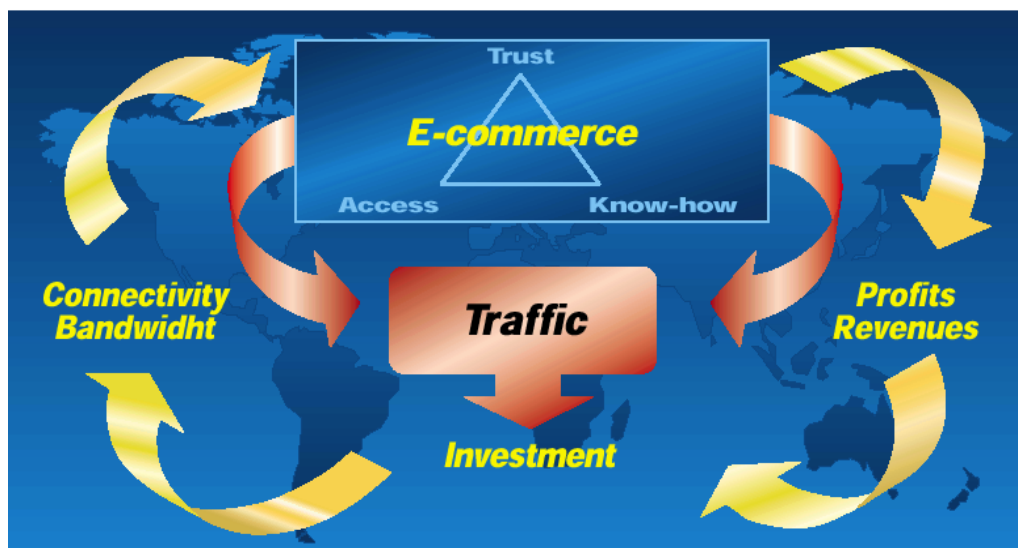 Trust
E-commerce
Access Know-how
Connectivity
Bandwidht
Traffic
Profits
Revenues
Investment